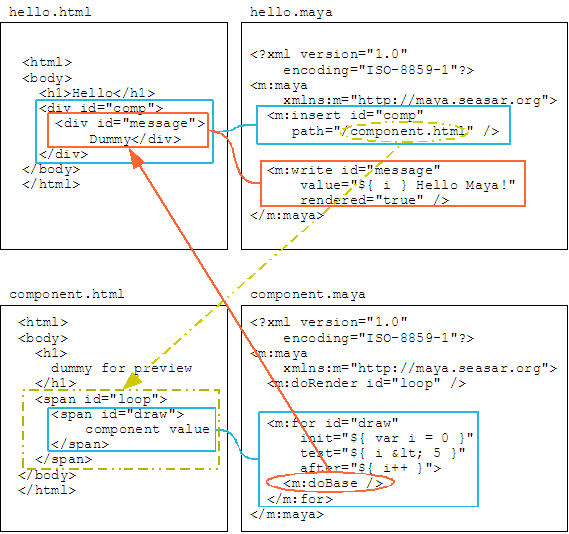 hello.html
<html>
<body>
<h1>Hello</h1>
<div id="comp">
<div id="message">
Dummy</div>
</div>
</body>
</html>
hello.maya
<?xml version="1.0"
encoding="ISO-8859-1"?>
<m:maya
xmlns:m="http://maya.seasar.org">
<m:insert id="comp"
path="/component.html" />
<m:write id="message"
value="${ i } Hello Maya!"
rendered="true" />
</m:maya>
component.html
<html>
<body>
<h1>
dummy for preview
</h1>
<span id="loop">
<span id="draw">
component value
</span>
</span>
</body>
</html>
component.maya
<?xml version="1.0"
encoding="ISO-8859-1"?>
<m:maya
xmlns:m="http://maya.seasar.org">
<m:doRender id="loop" />
<m:for id="draw"
init="${ var i = 0 }"
test="${ i &lt; 5 }"
after="${ i++ }">
<m:doBase />
</m:for>
</m:maya>